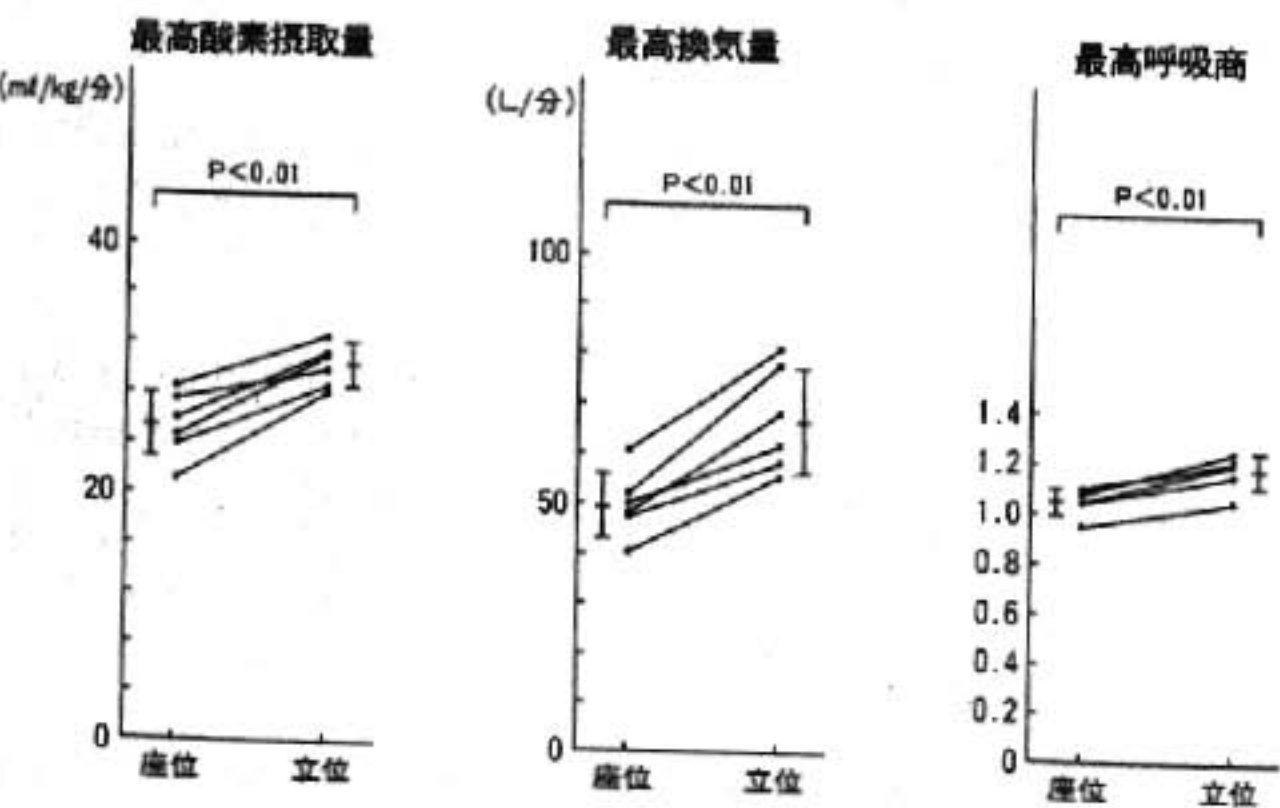 最高酸素摂取量
(mℓ/kg/分)
P<0.01
40
20
0
座位
立位
最高換気量
(L/分)
P<0.01
100
50
0
座位
立位
最高呼吸商
P<0.01
1.4
1.2
1.0
0.8
0.6
0.4
0.2
0
座位
立位